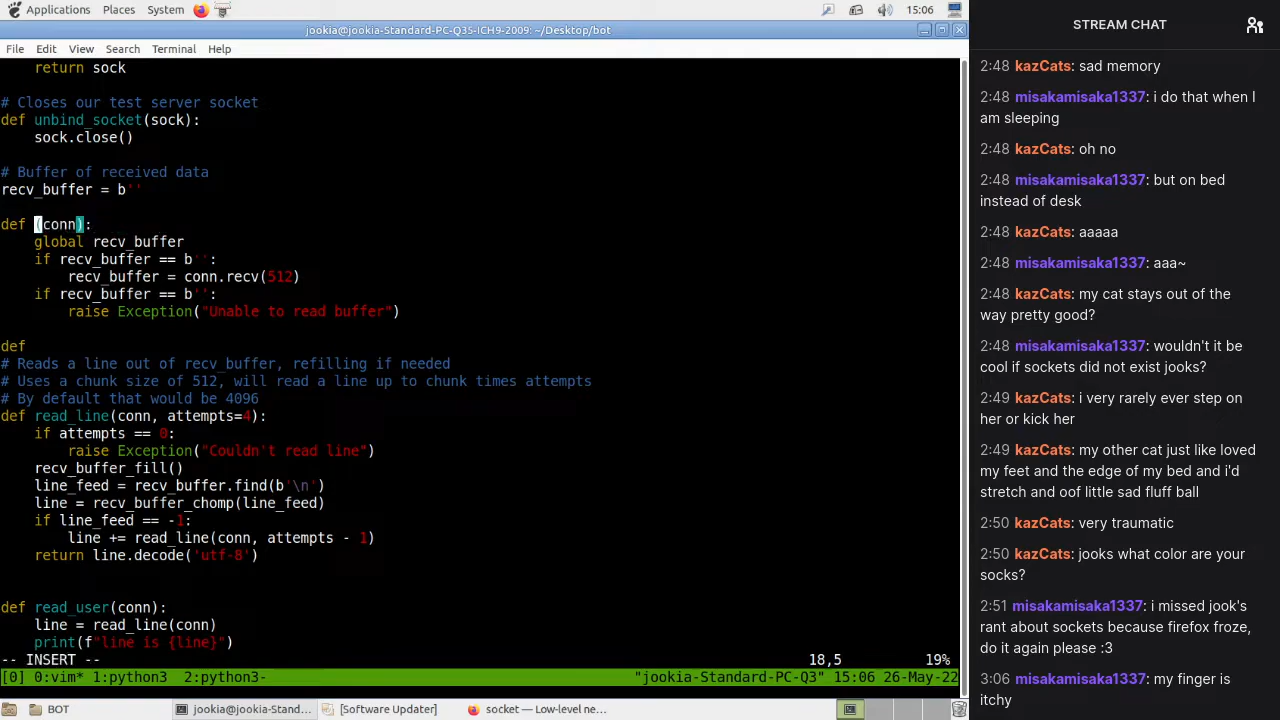 Applications Places System 15:06
jookia@jookia-Standard-PC-Q35-ICH9-2009: ~/Desktop/bot
File Edit View Search Terminal Help
    return sock
# Closes our test server socket
def unbind_socket(sock):
    sock.close()
# Buffer of received data
recv_buffer = b''
def (conn):
    global recv_buffer
    if recv_buffer == b'':
        recv_buffer = conn.recv(512)
    if recv_buffer == b'':
        raise Exception("Unable to read buffer")
def
# Reads a line out of recv_buffer, refilling if needed
# Uses a chunk size of 512, will read a line up to chunk times attempts
# By default that would be 4096
def read_line(conn, attempts=4):
    if attempts == 0:
        raise Exception("Couldn't read line")
    recv_buffer_fill()
    line_feed = recv_buffer.find(b'\n')
    line = recv_buffer_chomp(line_feed)
    if line_feed == -1:
        line += read_line(conn, attempts - 1)
    return line.decode('utf-8')
def read_user(conn):
    line = read_line(conn)
    print(f"line is {line}")
-- INSERT -- 18,5 19%
[0] 0:vim* 1:python3  2:python3- "jookia-Standard-PC-Q3" 15:06 26-May-22
BOT jookia@jookia-Stand... [Software Updater] socket — Low-level ne...
STREAM CHAT
2:48 kazCats: sad memory
2:48 misakamisaka1337: i do that when I
am sleeping
2:48 kazCats: oh no
2:48 misakamisaka1337: but on bed
instead of desk
2:48 kazCats: aaaaa
2:48 misakamisaka1337: aaa~
2:48 kazCats: my cat stays out of the
way pretty good?
2:48 misakamisaka1337: wouldn't it be
cool if sockets did not exist jooks?
2:49 kazCats: i very rarely ever step on
her or kick her
2:49 kazCats: my other cat just like loved
my feet and the edge of my bed and i'd
stretch and oof little sad fluff ball
2:50 kazCats: very traumatic
2:50 kazCats: jooks what color are your
socks?
2:51 misakamisaka1337: i missed jook's
rant about sockets because firefox froze,
do it again please :3
3:06 misakamisaka1337: my finger is
itchy